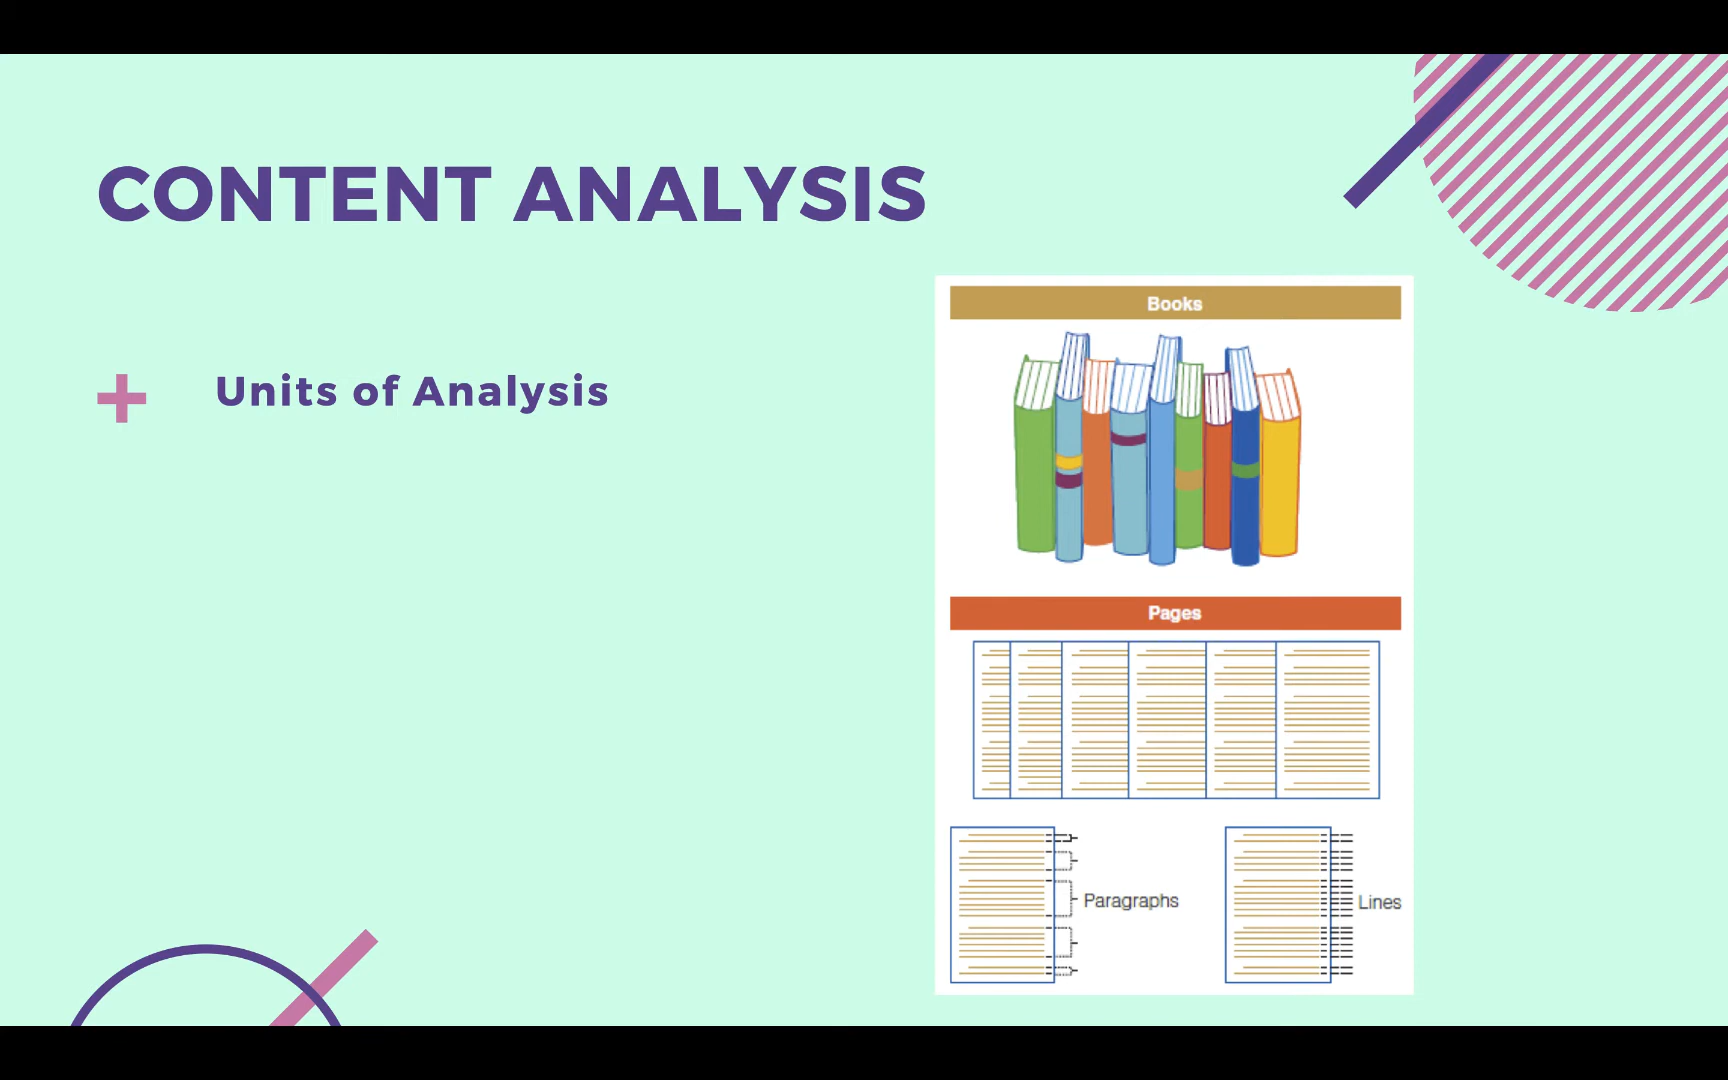 CONTENT ANALYSIS
Units of Analysis
Books
Pages
Paragraphs
Lines